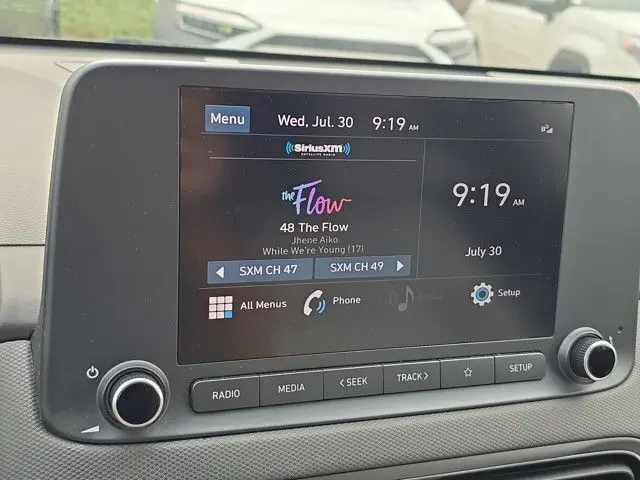 Menu Wed, Jul. 30 9:19 AM
SiriusXM
SATELLITE RADIO
the Flow
48 The Flow
Jhene Aiko
While We're Young (17)
SXM CH 47 SXM CH 49
9:19 AM
July 30
All Menus Phone Setup
RADIO MEDIA < SEEK TRACK > SETUP